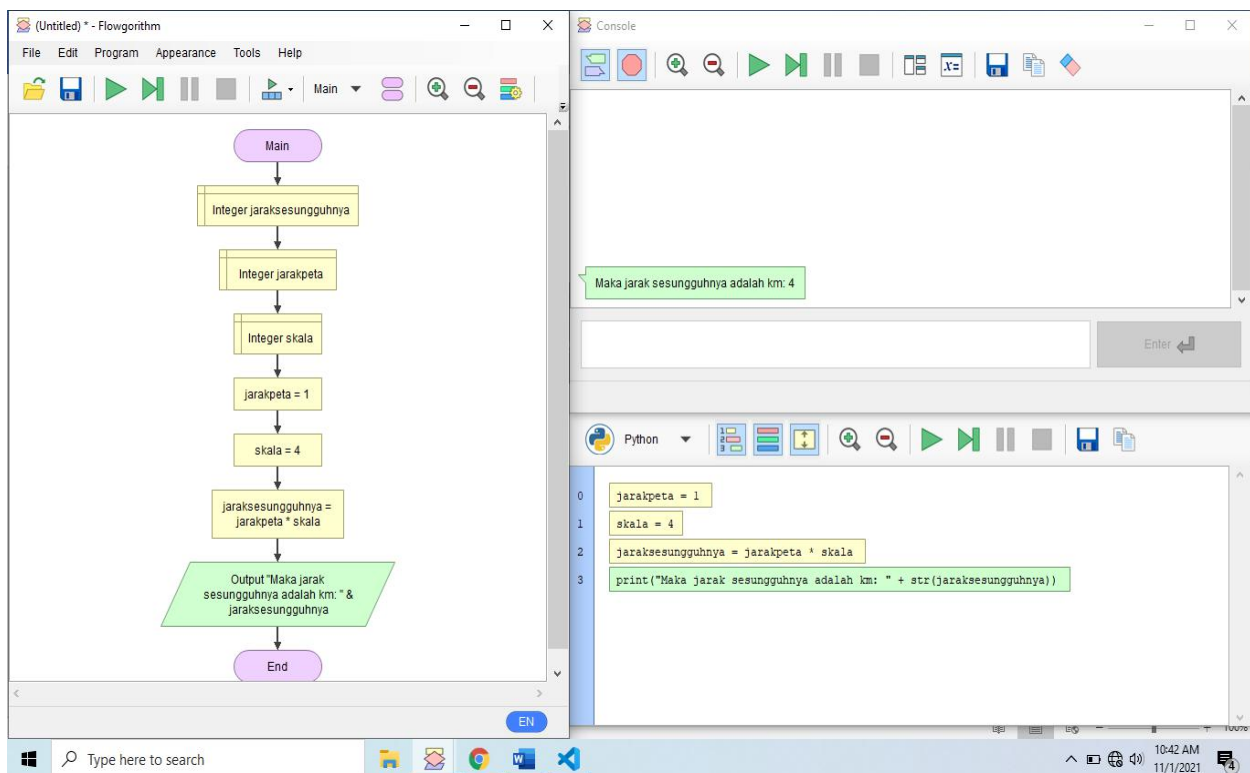 (Untitled) * - Flowgorithm
File Edit Program Appearance Tools Help
Main
Main
Integer jaraksesungguhnya
Integer jarakpeta
Integer skala
jarakpeta = 1
skala = 4
jaraksesungguhnya =
jarakpeta * skala
Output "Maka jarak
sesungguhnya adalah km: " &
jaraksesungguhnya
End
EN
Console
Maka jarak sesungguhnya adalah km: 4
Enter
Python
0 jarakpeta = 1
1 skala = 4
2 jaraksesungguhnya = jarakpeta * skala
3 print("Maka jarak sesungguhnya adalah km: " + str(jaraksesungguhnya))
100%
Type here to search
10:42 AM
11/1/2021
4